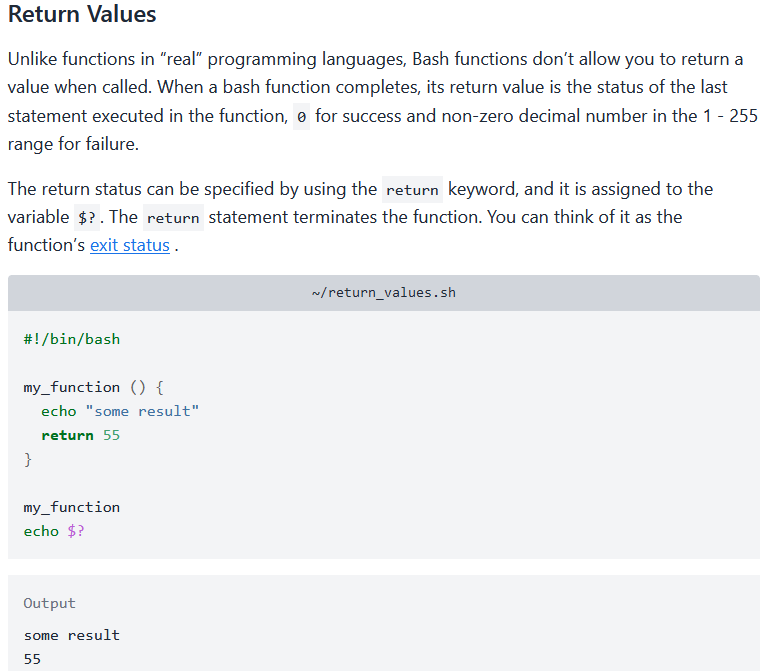 Return Values
Unlike functions in “real” programming languages, Bash functions don’t allow you to return a
value when called. When a bash function completes, its return value is the status of the last
statement executed in the function, 0 for success and non-zero decimal number in the 1 - 255
range for failure.
The return status can be specified by using the return keyword, and it is assigned to the
variable $?. The return statement terminates the function. You can think of it as the
function’s exit status .
~/return_values.sh
#!/bin/bash
my_function () {
  echo "some result"
  return 55
}
my_function
echo $?
Output
some result
55